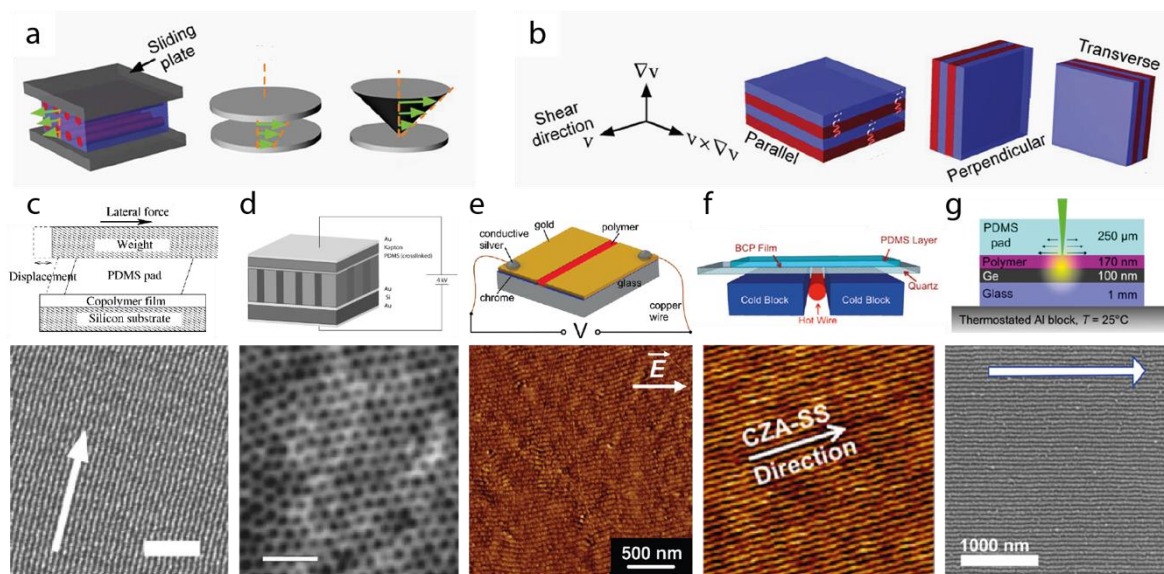 a
Sliding
plate
b
∇v
Shear
direction
v
v × ∇v
Parallel
Perpendicular
Transverse
c
Lateral force
Weight
Displacement
PDMS pad
Copolymer film
Silicon substrate
d
Au
Kapton
PDMS (crosslinked)
Au
Si
Au
e
gold
polymer
conductive
silver
chrome
glass
copper
wire
V
f
BCP Film
PDMS Layer
Quartz
Cold Block
Cold Block
Hot Wire
g
PDMS
pad
250 µm
Polymer
170 nm
Ge
100 nm
Glass
1 mm
Thermostated Al block, T = 25°C
E
500 nm
CZA-SS
Direction
1000 nm